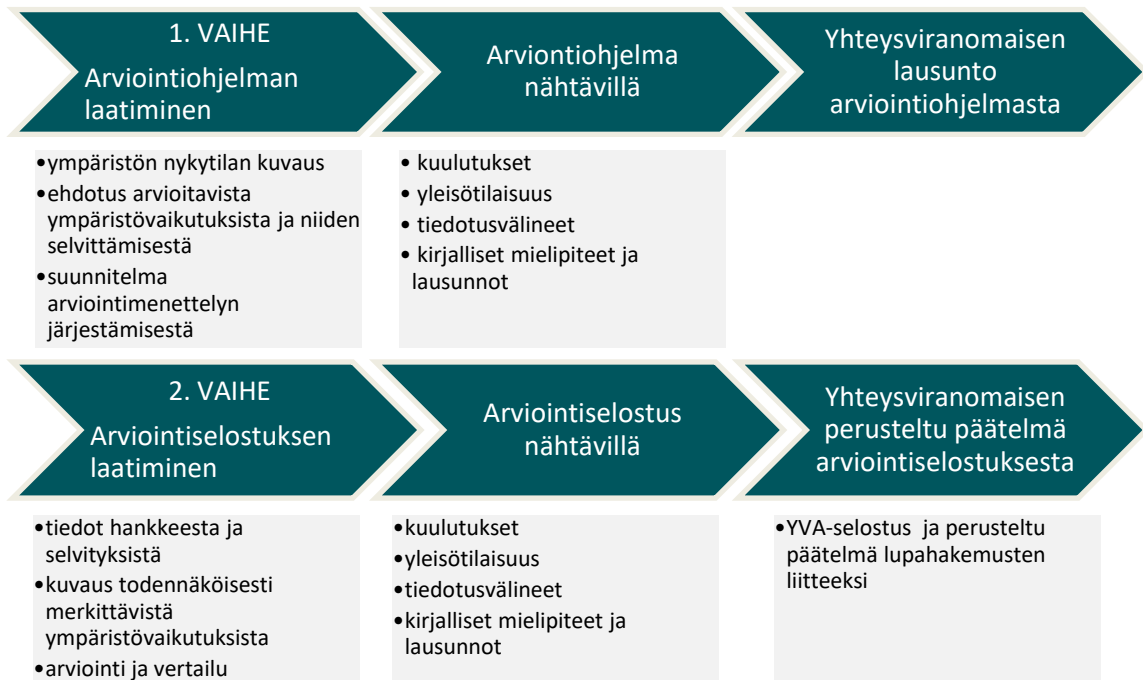 1. VAIHE
Arviointiohjelman
laatiminen
Arviontiohjelma
nähtävillä
Yhteysviranomaisen
lausunto
arviointiohjelmasta
•ympäristön nykytilan kuvaus
•ehdotus arvioitavista
ympäristövaikutuksista ja niiden
selvittämisestä
•suunnitelma
arviointimenettelyn
järjestämisestä
• kuulutukset
• yleisötilaisuus
• tiedotusvälineet
• kirjalliset mielipiteet ja
lausunnot
2. VAIHE
Arviointiselostuksen
laatiminen
Arviointiselostus
nähtävillä
Yhteysviranomaisen
perusteltu päätelmä
arviointiselostuksesta
•tiedot hankkeesta ja
selvityksistä
•kuvaus todennäköisesti
merkittävistä
ympäristövaikutuksista
•arviointi ja vertailu
•kuulutukset
•yleisötilaisuus
•tiedotusvälineet
•kirjalliset mielipiteet ja
lausunnot
•YVA-selostus ja perusteltu
päätelmä lupahakemusten
liitteeksi